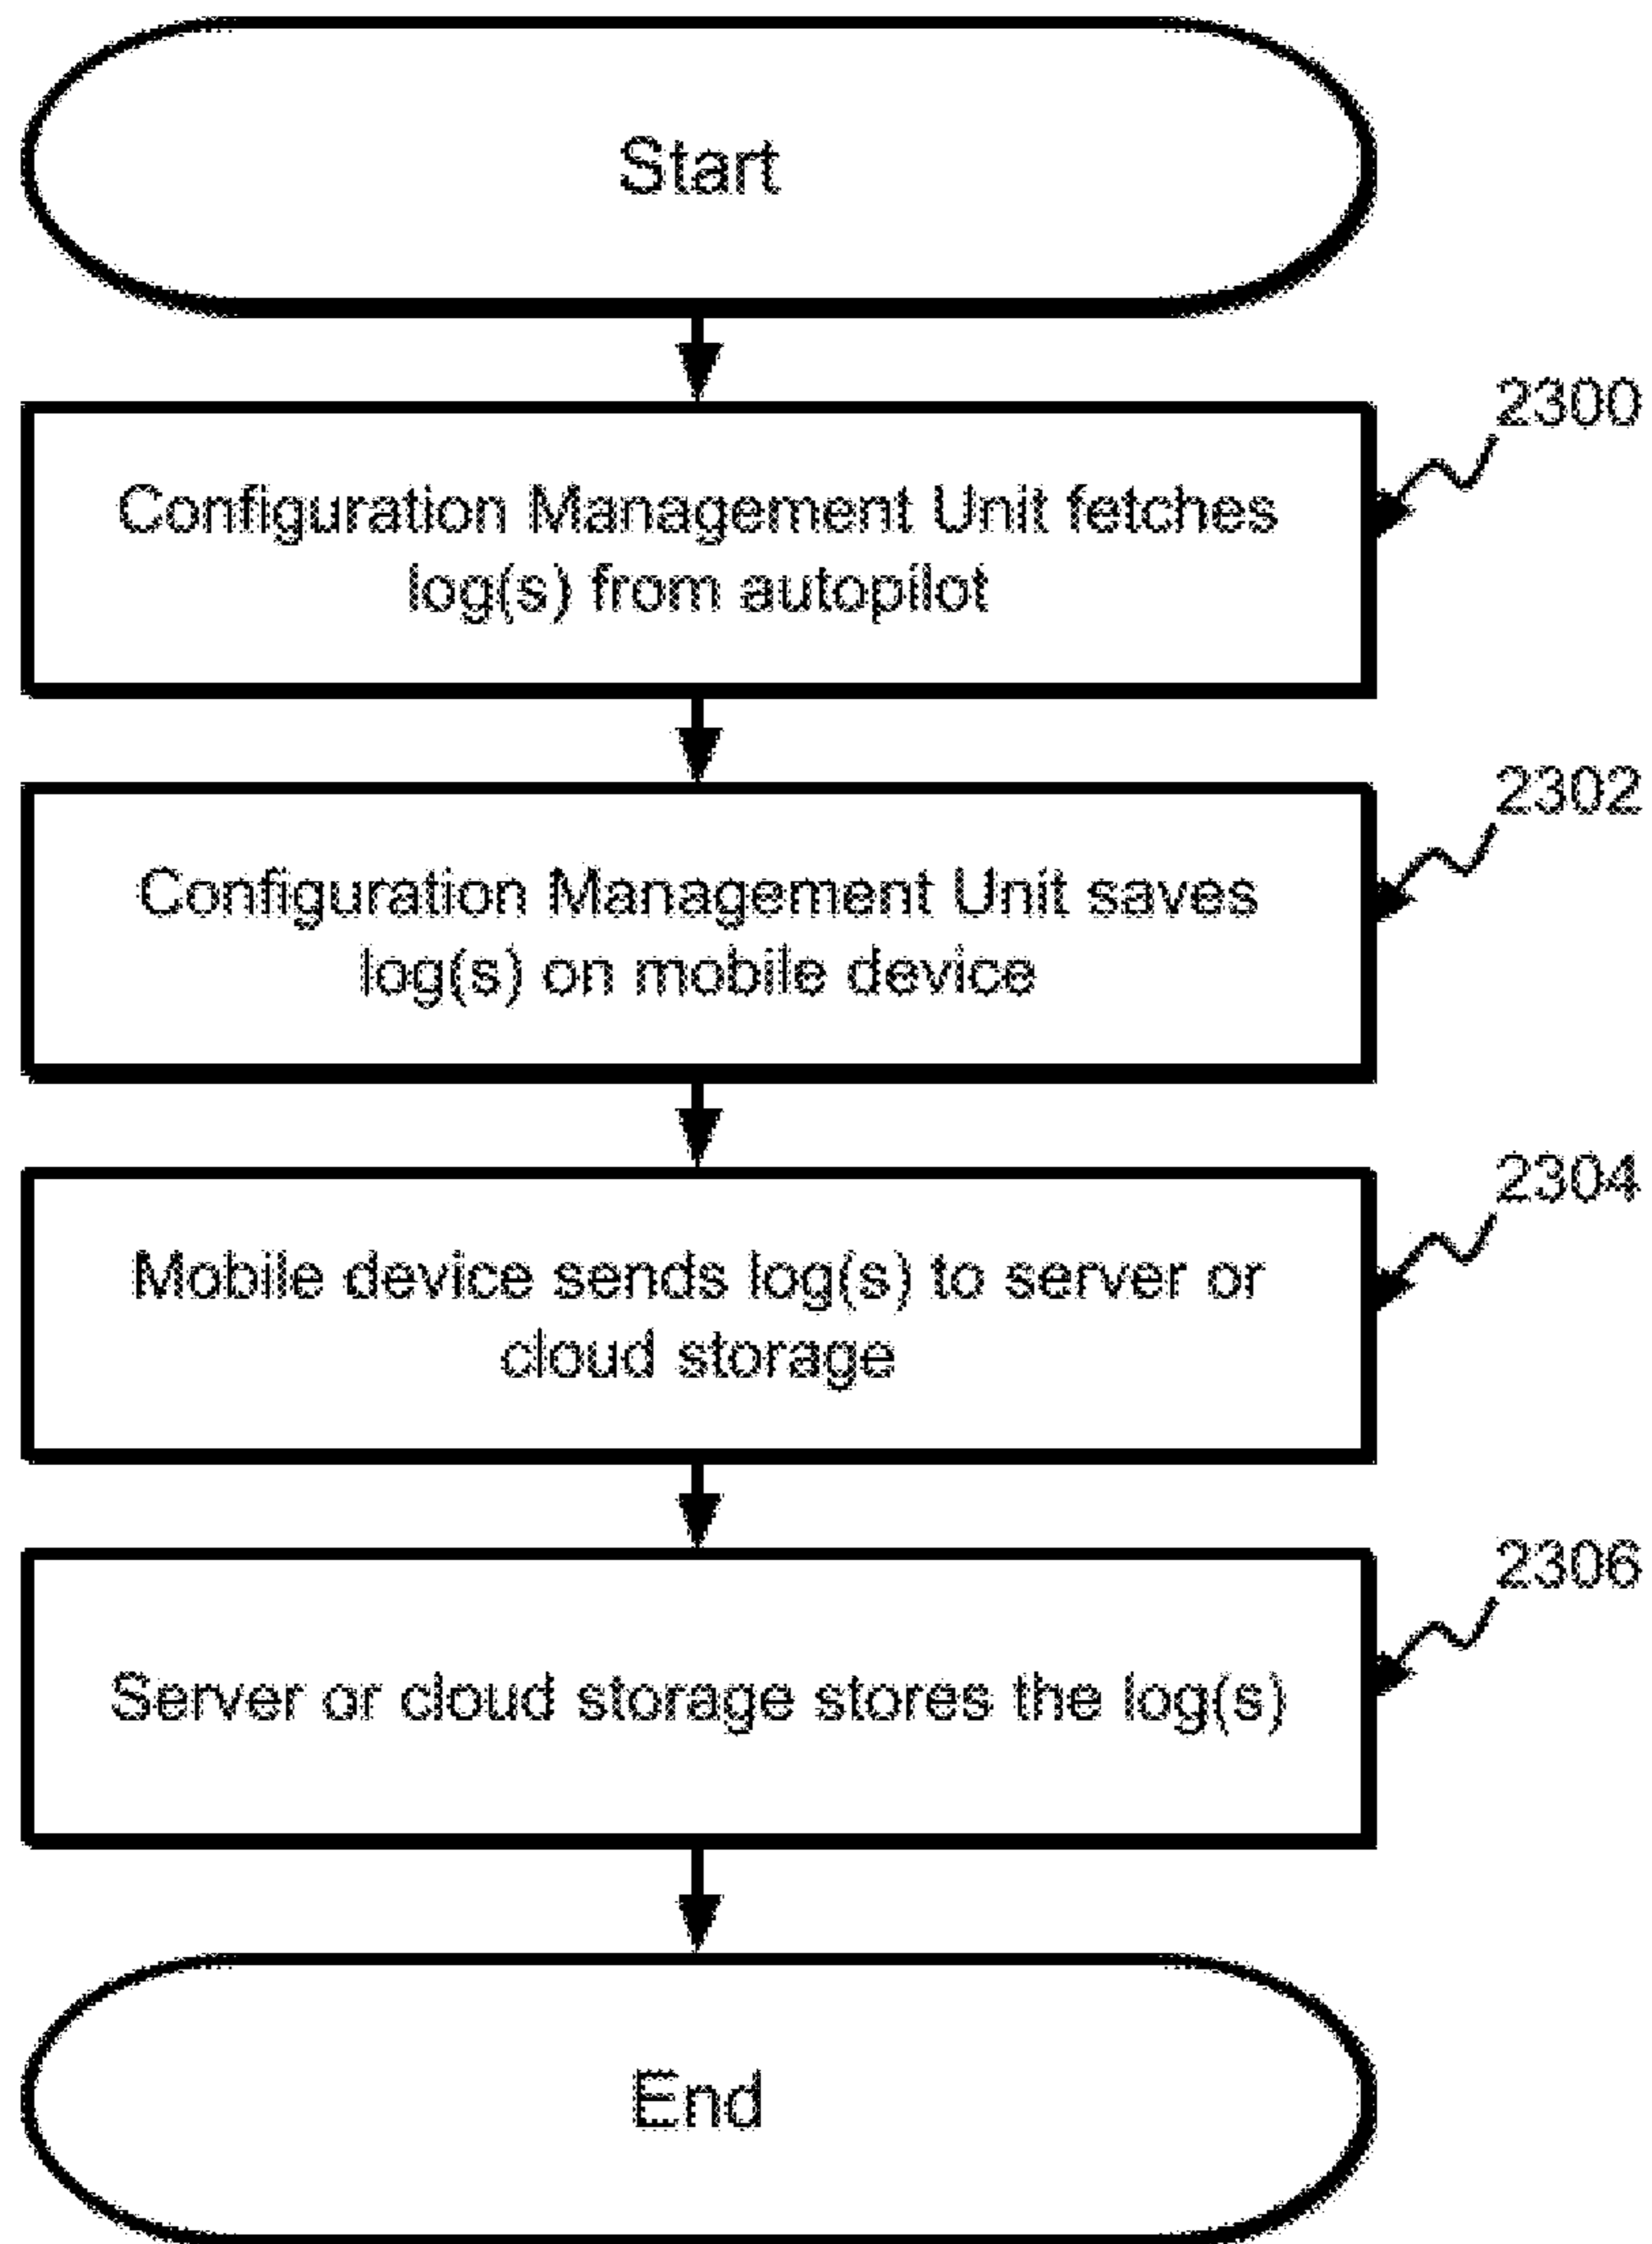 Start
2300
Configuration Management Unit fetches
log(s) from autopilot
2302
Configuration Management Unit saves
log(s) on mobile device
2304
Mobile device sends log(s) to server or
cloud storage
2306
Server or cloud storage stores the log(s)
End